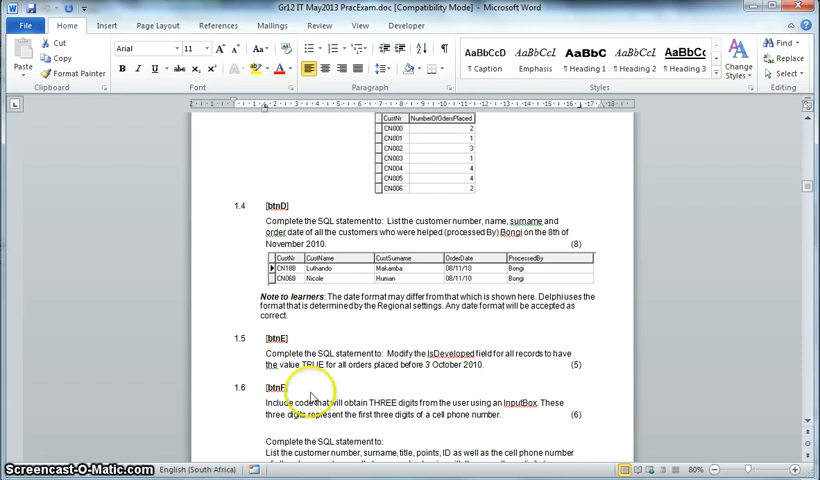 Gr12 IT May2013 PracExam.doc [Compatibility Mode] - Microsoft Word
File Home Insert Page Layout References Mailings Review View Developer
Paste Cut Copy Format Painter
Clipboard
Arial 11
Font
Paragraph
AaBbCcDd AaBbCcl AaBbC AaBbCcl AaBbCc
¶ Caption Emphasis ¶ Heading 1 ¶ Heading 2 ¶ Heading 3
Styles
Change Styles
Find
Replace
Select
Editing
CustNr NumberOfOdersPlaced
CN000 2
CN001 1
CN002 3
CN003 1
CN004 4
CN005 4
CN006 2
1.4 [btnD]
Complete the SQL statement to: List the customer number, name, surname and
order date of all the customers who were helped (processed By) Bongi on the 8th of
November 2010. (8)
CustNr CustName CustSurname OrderDate ProcessedBy
CN188 Luthando Makamba 08/11/10 Bongi
CN068 Nicole Human 08/11/10 Bongi
Note to learners: The date format may differ from that which is shown here. Delphi uses the
format that is determined by the Regional settings. Any date format will be accepted as
correct.
1.5 [btnE]
Complete the SQL statement to: Modify the IsDeveloped field for all records to have
the value TRUE for all orders placed before 3 October 2010. (5)
1.6 [btnF]
Include code that will obtain THREE digits from the user using an InputBox. These
three digits represent the first three digits of a cell phone number. (6)
Complete the SQL statement to:
List the customer number, surname, title, points, ID as well as the cell phone number
Screencast-O-Matic.com
English (South Africa)
80%